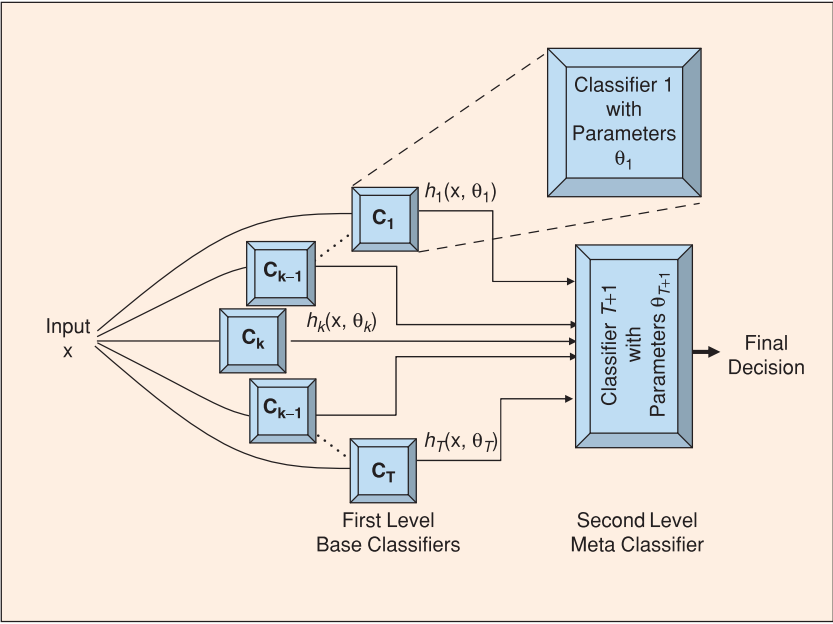 Classifier 1
with
Parameters
θ1
h1(x, θ1)
C1
Ck–1
hk(x, θk)
Ck
Input
x
Ck–1
hT(x, θT)
CT
Classifier T+1
with
Parameters θT+1
Final
Decision
First Level
Base Classifiers
Second Level
Meta Classifier